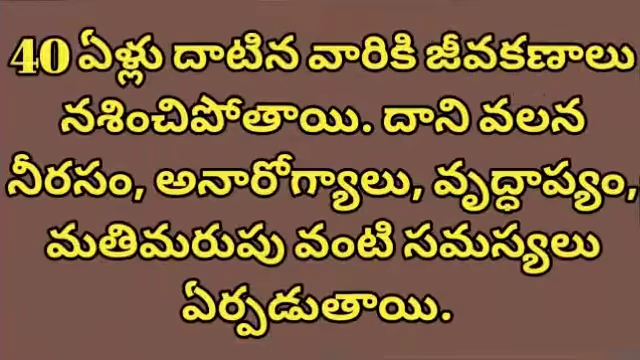 40 ఏళ్లు దాటిన వారికి జీవకణాలు
నశించిపోతాయి. దాని వలన
నీరసం, అనారోగ్యాలు, వృద్ధాప్యం,
మతిమరుపు వంటి సమస్యలు
ఏర్పడుతాయి.